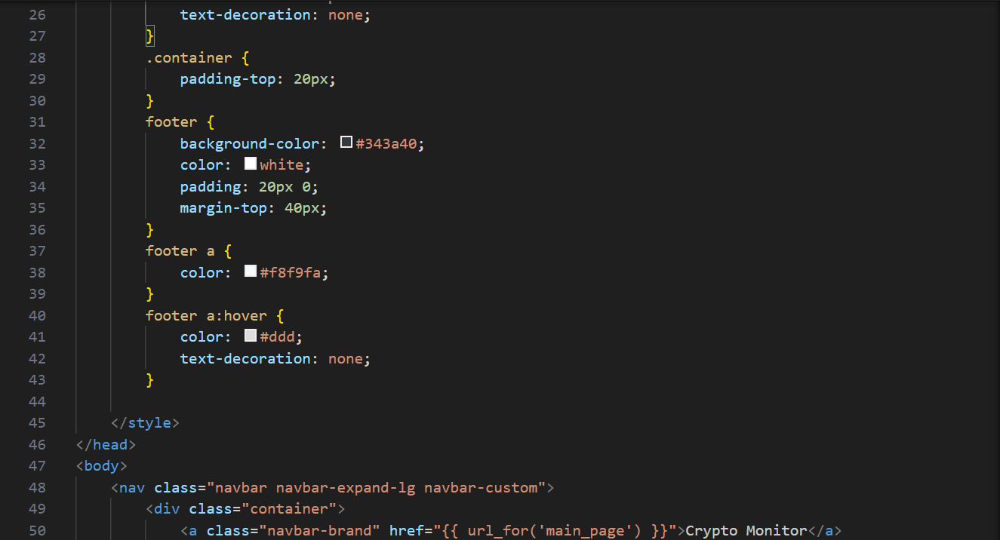 26 text-decoration: none;
27 }
28 .container {
29 padding-top: 20px;
30 }
31 footer {
32 background-color: #343a40;
33 color: white;
34 padding: 20px 0;
35 margin-top: 40px;
36 }
37 footer a {
38 color: #f8f9fa;
39 }
40 footer a:hover {
41 color: #ddd;
42 text-decoration: none;
43 }
44
45 </style>
46 </head>
47 <body>
48 <nav class="navbar navbar-expand-lg navbar-custom">
49 <div class="container">
50 <a class="navbar-brand" href="{{ url_for('main_page') }}">Crypto Monitor</a>